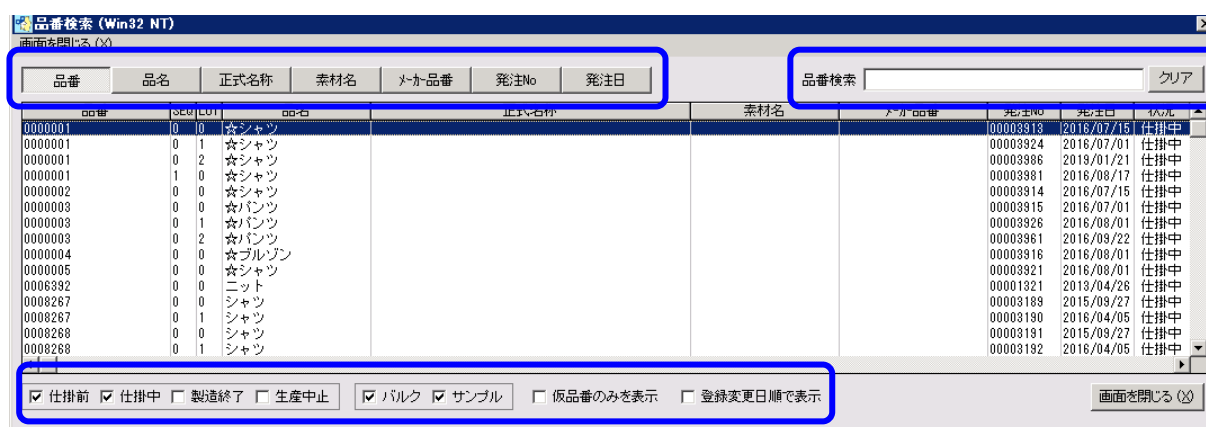 品番検索 (Win32 NT)
画面を閉じる (X)
品番 品名 正式名称 素材名 ﾒｰｶｰ品番 発注No 発注日 品番検索 クリア
品番 SEQ LOT 品名 正式名称 素材名 ﾒｰｶｰ品番 発注No 発注日 状況
0000001 0 0 ☆シャツ 00003913 2016/07/15 仕掛中
0000001 0 1 ☆シャツ 00003924 2016/07/01 仕掛中
0000001 0 2 ☆シャツ 00003986 2019/01/21 仕掛中
0000001 1 0 ☆シャツ 00003981 2016/08/17 仕掛中
0000002 0 0 ☆シャツ 00003914 2016/07/15 仕掛中
0000003 0 0 ☆パンツ 00003915 2016/07/01 仕掛中
0000003 0 1 ☆パンツ 00003926 2016/08/01 仕掛中
0000003 0 2 ☆パンツ 00003961 2016/09/22 仕掛中
0000004 0 0 ☆ブルゾン 00003916 2016/08/01 仕掛中
0000005 0 0 ☆シャツ 00003921 2016/08/01 仕掛中
0006392 0 0 ニット 00001321 2013/04/26 仕掛中
0008267 0 0 シャツ 00003189 2015/09/27 仕掛中
0008267 0 1 シャツ 00003190 2016/04/05 仕掛中
0008268 0 0 シャツ 00003191 2015/09/27 仕掛中
0008268 0 1 シャツ 00003192 2016/04/05 仕掛中
仕掛前 仕掛中 製造終了 生産中止 バルク サンプル 仮品番のみを表示 登録変更日順で表示 画面を閉じる (X)